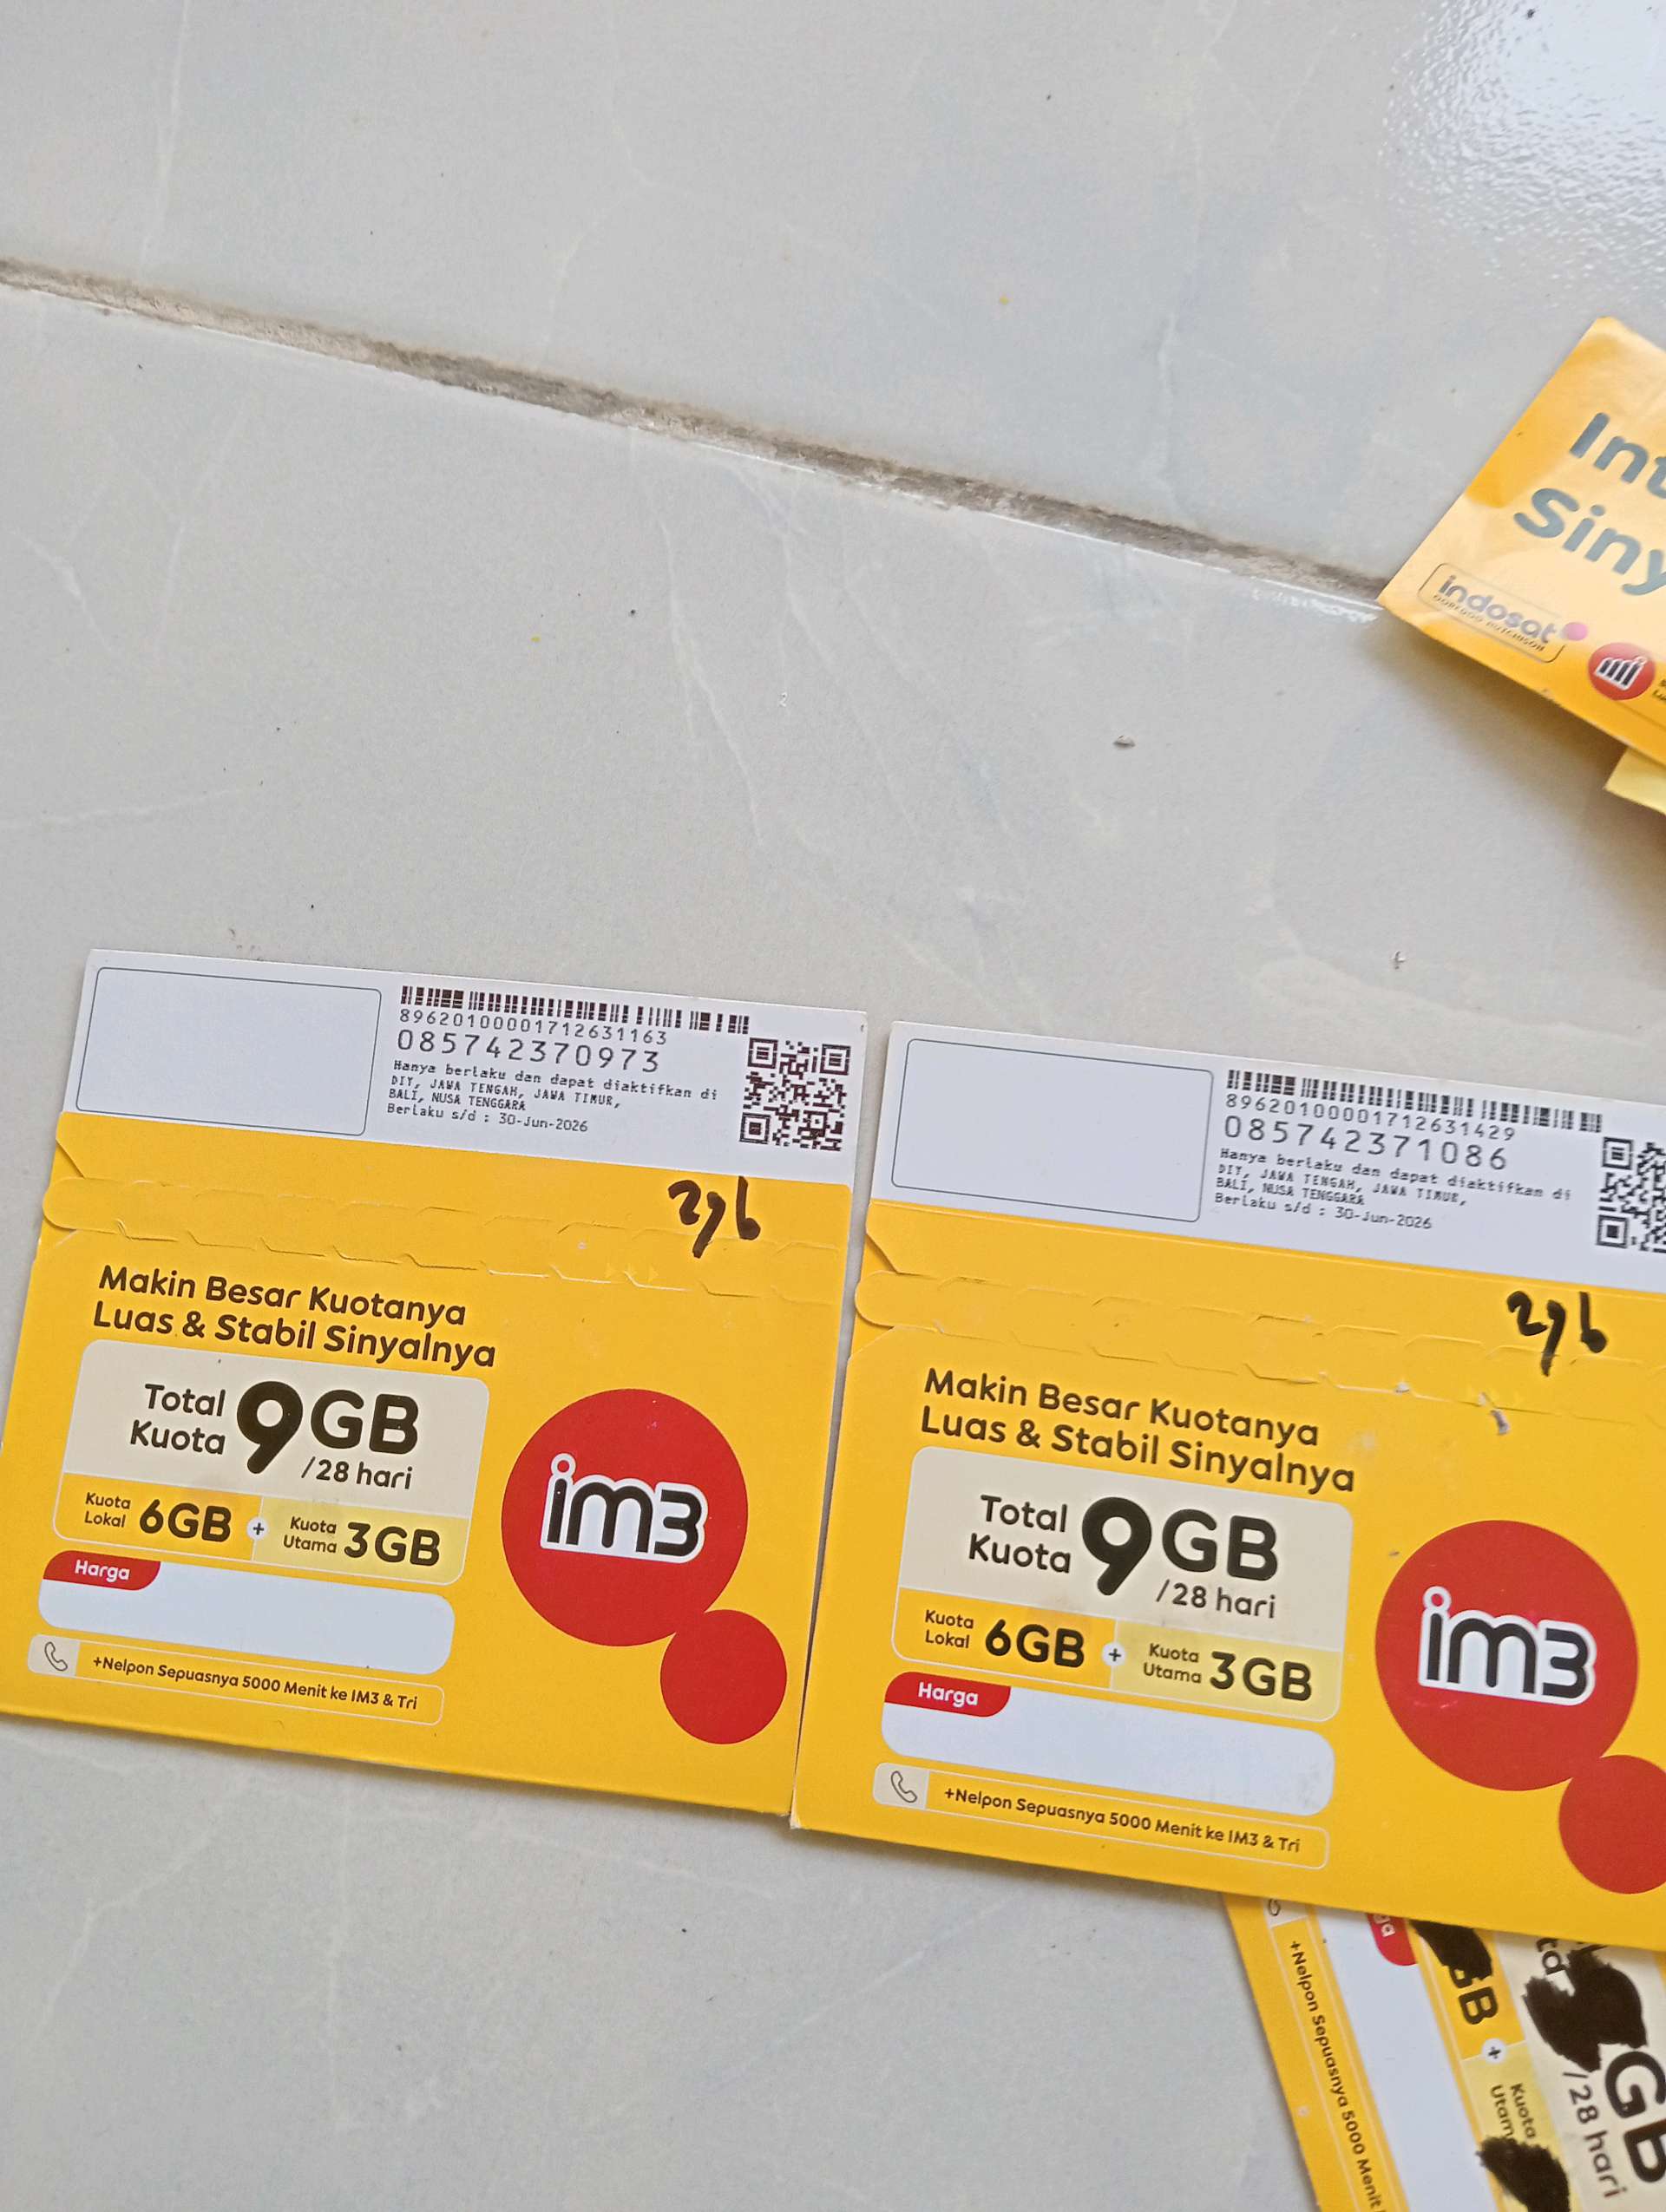 Int
Siny
indosat
OOREDOO HUTCHISON
89620100001712631163
085742370973
Hanya berlaku dan dapat diaktifkan di
DIY, JAWA TENGAH, JAWA TIMUR,
BALI, NUSA TENGGARA
Berlaku s/d : 30-Jun-2026
2gb
Makin Besar Kuotanya
Luas & Stabil Sinyalnya
Total Kuota 9GB
/28 hari
Kuota Lokal 6GB + Kuota Utama 3GB
Harga
+Nelpon Sepuasnya 5000 Menit ke IM3 & Tri
im3
89620100001712631429
085742371086
Hanya berlaku dan dapat diaktifkan di
DIY, JAWA TENGAH, JAWA TIMUR,
BALI, NUSA TENGGARA
Berlaku s/d : 30-Jun-2026
2gb
Makin Besar Kuotanya
Luas & Stabil Sinyalnya
Total Kuota 9GB
/28 hari
Kuota Lokal 6GB + Kuota Utama 3GB
Harga
+Nelpon Sepuasnya 5000 Menit ke IM3 & Tri
im3
GB
/28 hari
GB + Kuota
+Nelpon Sepuasnya 5000 Menit